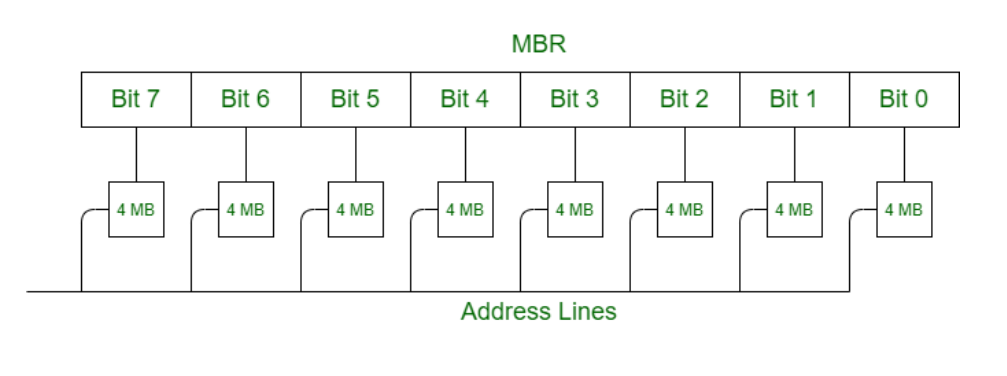 MBR
Bit 7 Bit 6 Bit 5 Bit 4 Bit 3 Bit 2 Bit 1 Bit 0
4 MB 4 MB 4 MB 4 MB 4 MB 4 MB 4 MB 4 MB
Address Lines